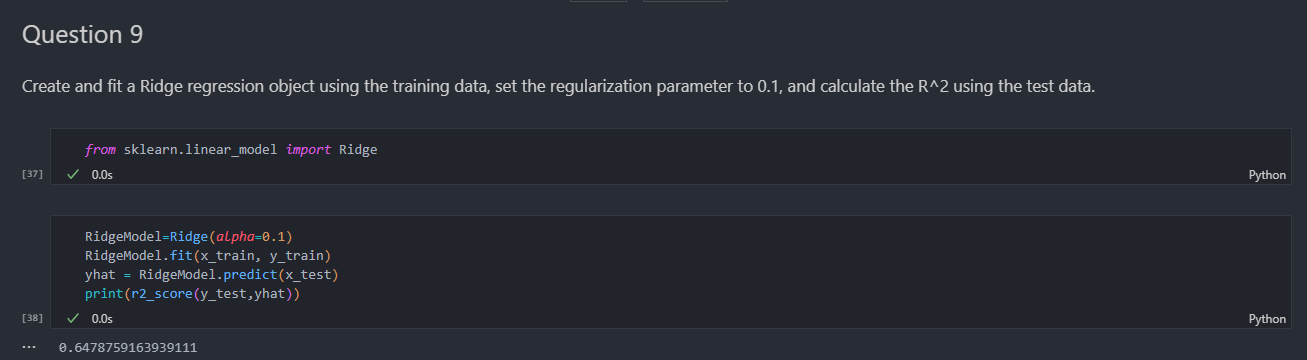 Question 9
Create and fit a Ridge regression object using the training data, set the regularization parameter to 0.1, and calculate the R^2 using the test data.
from sklearn.linear_model import Ridge
[37] ✓ 0.0s Python
RidgeModel=Ridge(alpha=0.1)
RidgeModel.fit(x_train, y_train)
yhat = RidgeModel.predict(x_test)
print(r2_score(y_test,yhat))
[38] ✓ 0.0s Python
... 0.6478759163939111